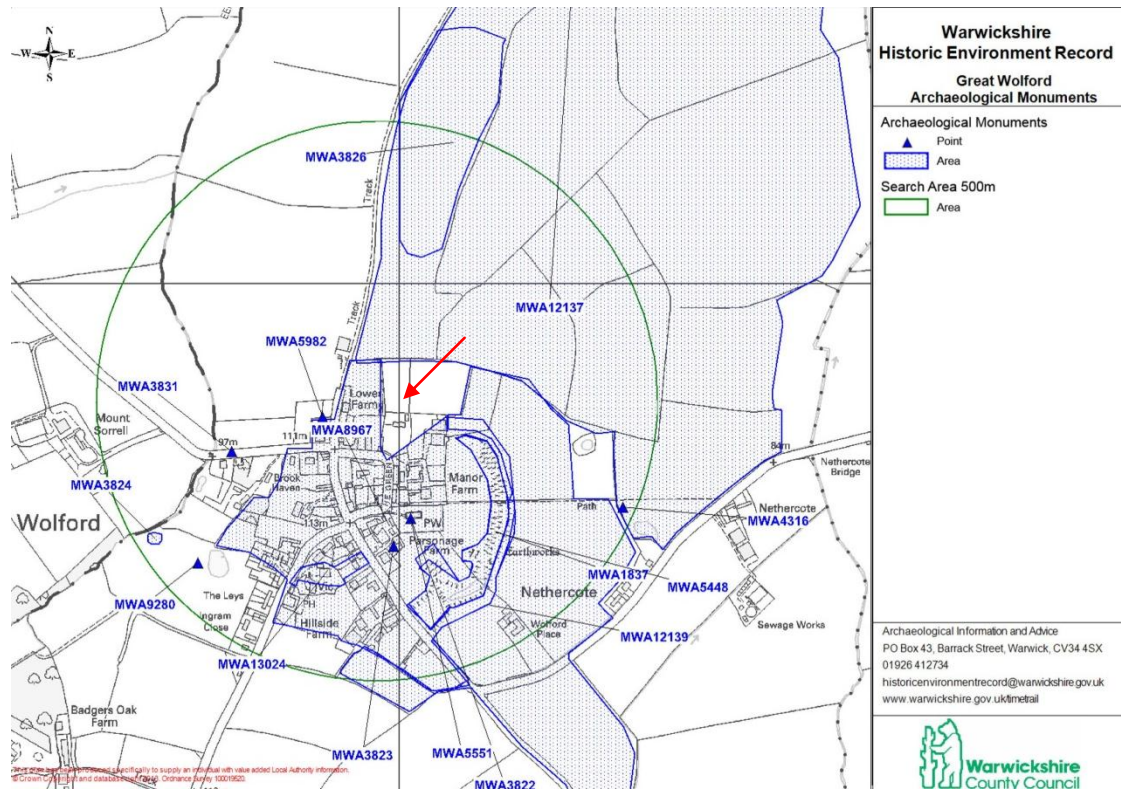 N
W E
S
Warwickshire
Historic Environment Record
Great Wolford
Archaeological Monuments
Archaeological Monuments
Point
Area
Search Area 500m
Area
MWA3826
Track
MWA12137
Track
MWA5982
MWA3831
Lower
Farm
Mount
Sorrell
MWA8967
97m
111m
84m
Nethercote
Bridge
MWA3824
Brook
Haven
Manor
Farm
Nethercote
Wolford
113m
PW
Path
MWA4316
Parsonage
Farm
Earthworks
MWA1837
MWA5448
MWA9280
The Leys
PH
Nethercote
Ingram
Close
Hillside
Farm
Wolford
Place
Sewage Works
MWA12139
MWA13024
Badgers Oak
Farm
MWA3823
MWA5551
MWA3822
Track
Archaeological Information and Advice
PO Box 43, Barrack Street, Warwick, CV34 4SX
01926 412734
historicenvironmentrecord@warwickshire.gov.uk
www.warwickshire.gov.uk/timetrail
Warwickshire
County Council